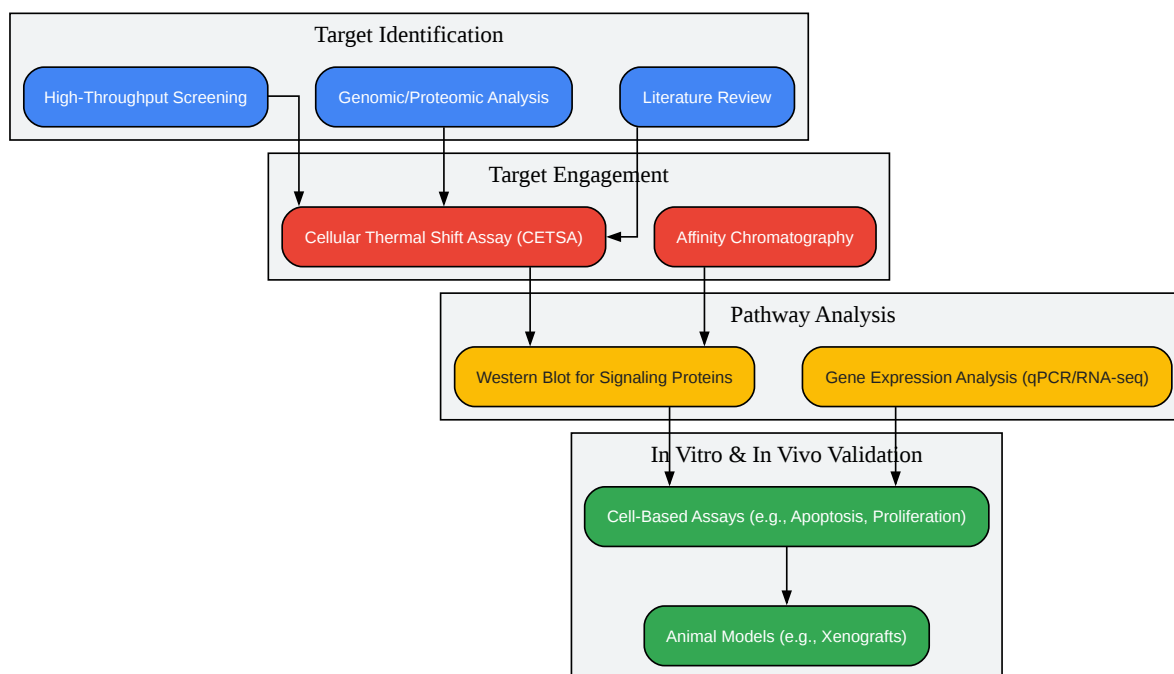 Target Identification
High-Throughput Screening
Genomic/Proteomic Analysis
Literature Review
Target Engagement
Cellular Thermal Shift Assay (CETSA)
Affinity Chromatography
Pathway Analysis
Western Blot for Signaling Proteins
Gene Expression Analysis (qPCR/RNA-seq)
In Vitro & In Vivo Validation
Cell-Based Assays (e.g., Apoptosis, Proliferation)
Animal Models (e.g., Xenografts)